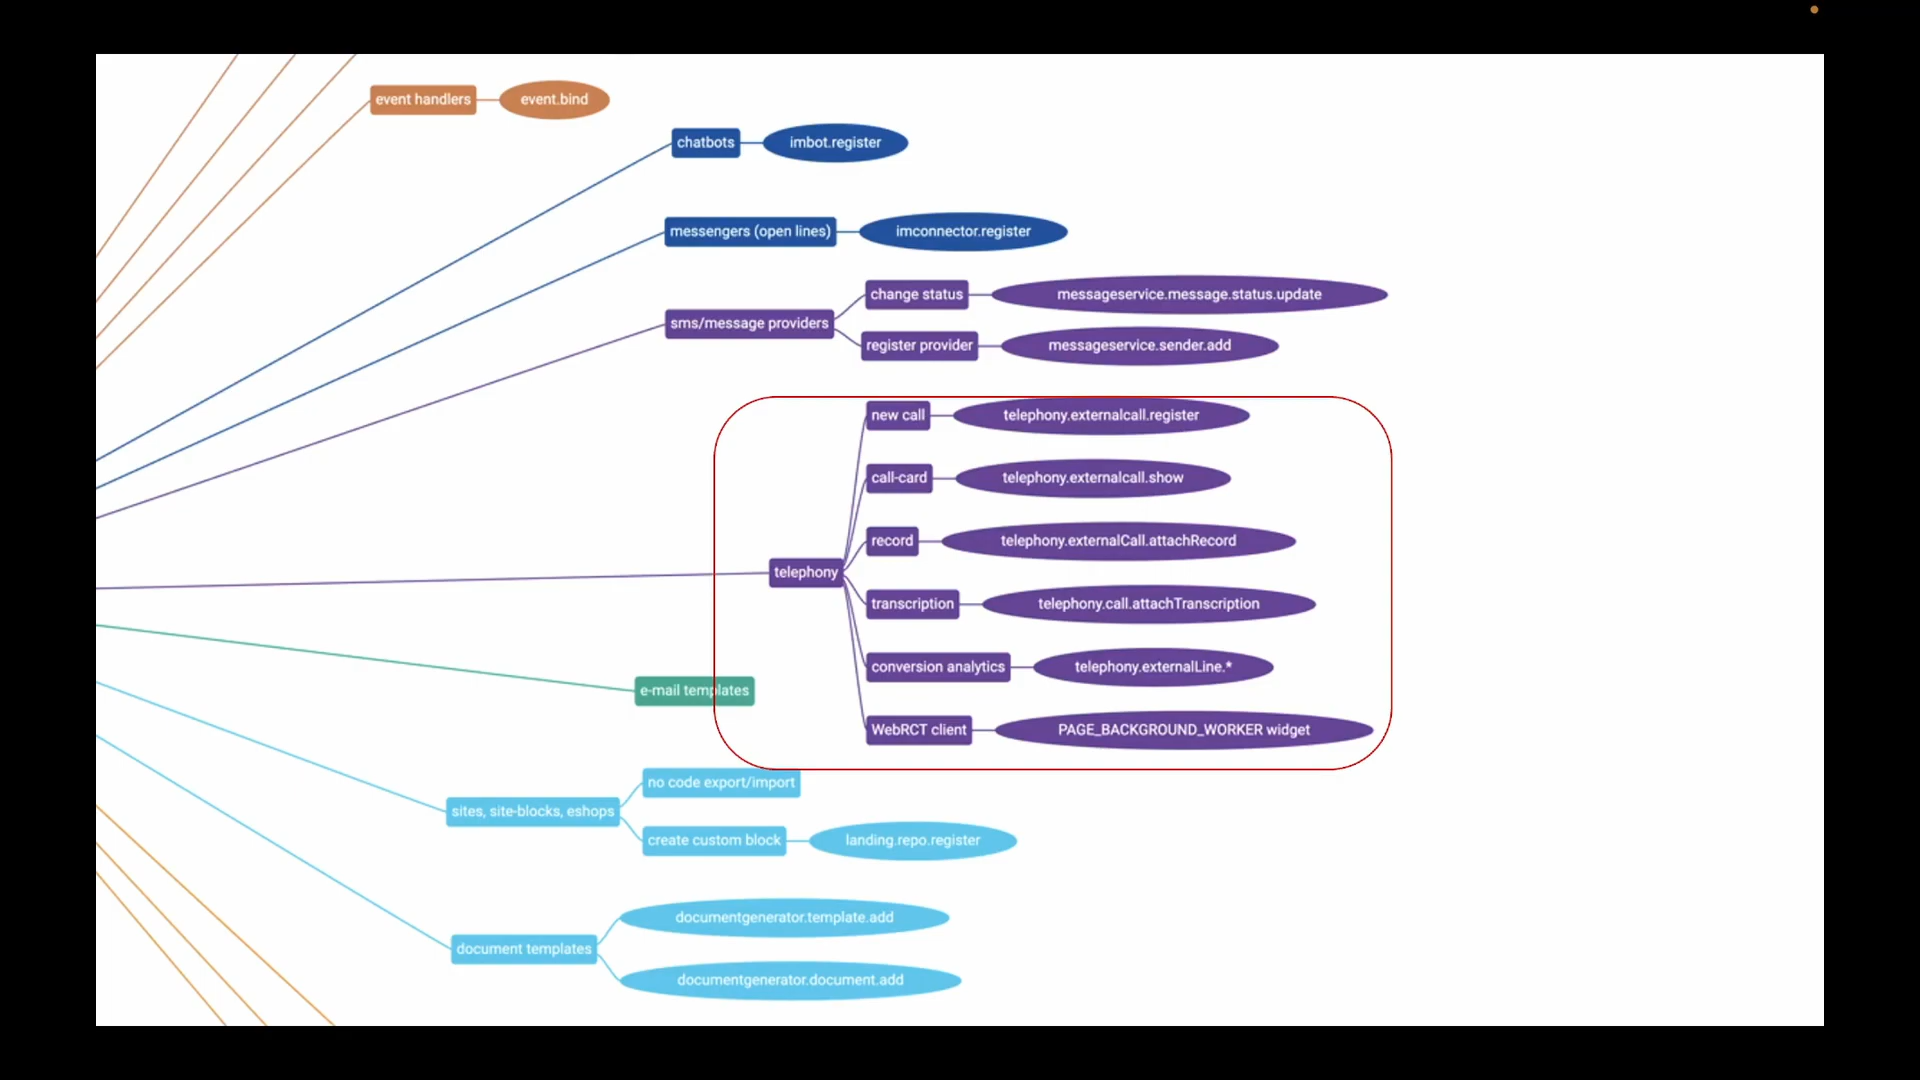 event handlers
event.bind
chatbots
imbot.register
messengers (open lines)
imconnector.register
sms/message providers
change status
messageservice.message.status.update
register provider
messageservice.sender.add
telephony
new call
telephony.externalcall.register
call-card
telephony.externalcall.show
record
telephony.externalCall.attachRecord
transcription
telephony.call.attachTranscription
conversion analytics
telephony.externalLine.*
WebRCT client
PAGE_BACKGROUND_WORKER widget
e-mail templates
sites, site-blocks, eshops
no code export/import
create custom block
landing.repo.register
document templates
documentgenerator.template.add
documentgenerator.document.add